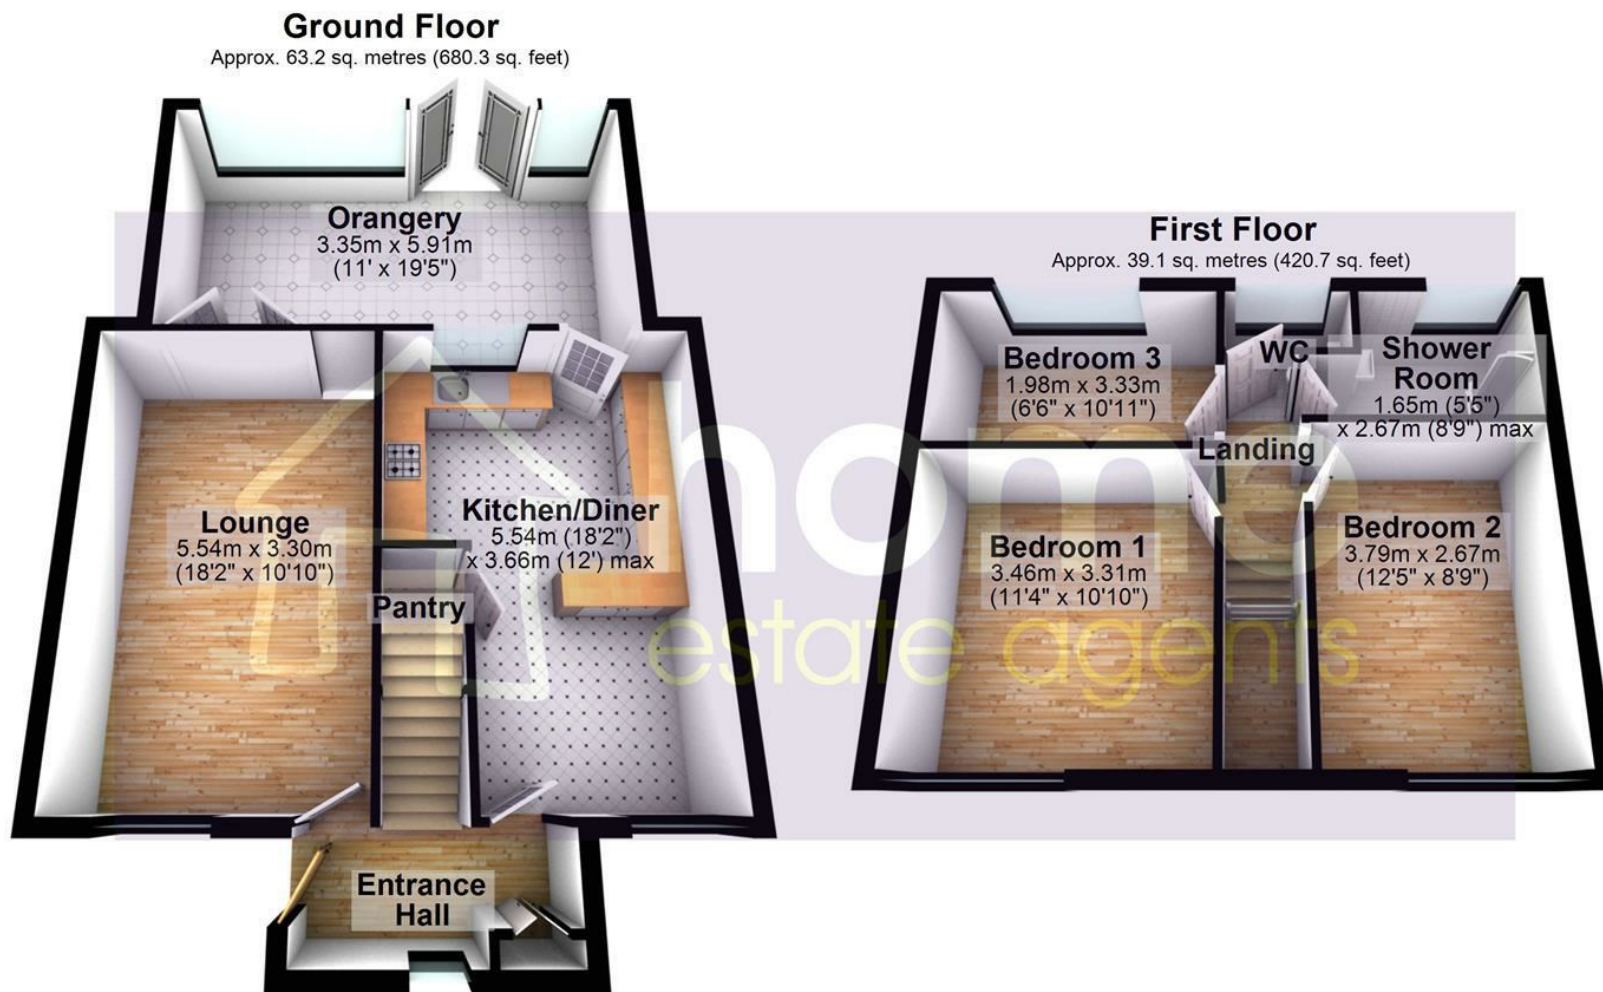 Ground Floor
Approx. 63.2 sq. metres (680.3 sq. feet)
Orangery
3.35m x 5.91m
(11' x 19'5")
Lounge
5.54m x 3.30m
(18'2" x 10'10")
Kitchen/Diner
5.54m (18'2")
x 3.66m (12') max
Pantry
Entrance
Hall
First Floor
Approx. 39.1 sq. metres (420.7 sq. feet)
Bedroom 3
1.98m x 3.33m
(6'6" x 10'11")
WC
Shower
Room
1.65m (5'5")
x 2.67m (8'9") max
Landing
Bedroom 1
3.46m x 3.31m
(11'4" x 10'10")
Bedroom 2
3.79m x 2.67m
(12'5" x 8'9")
home
estate agents